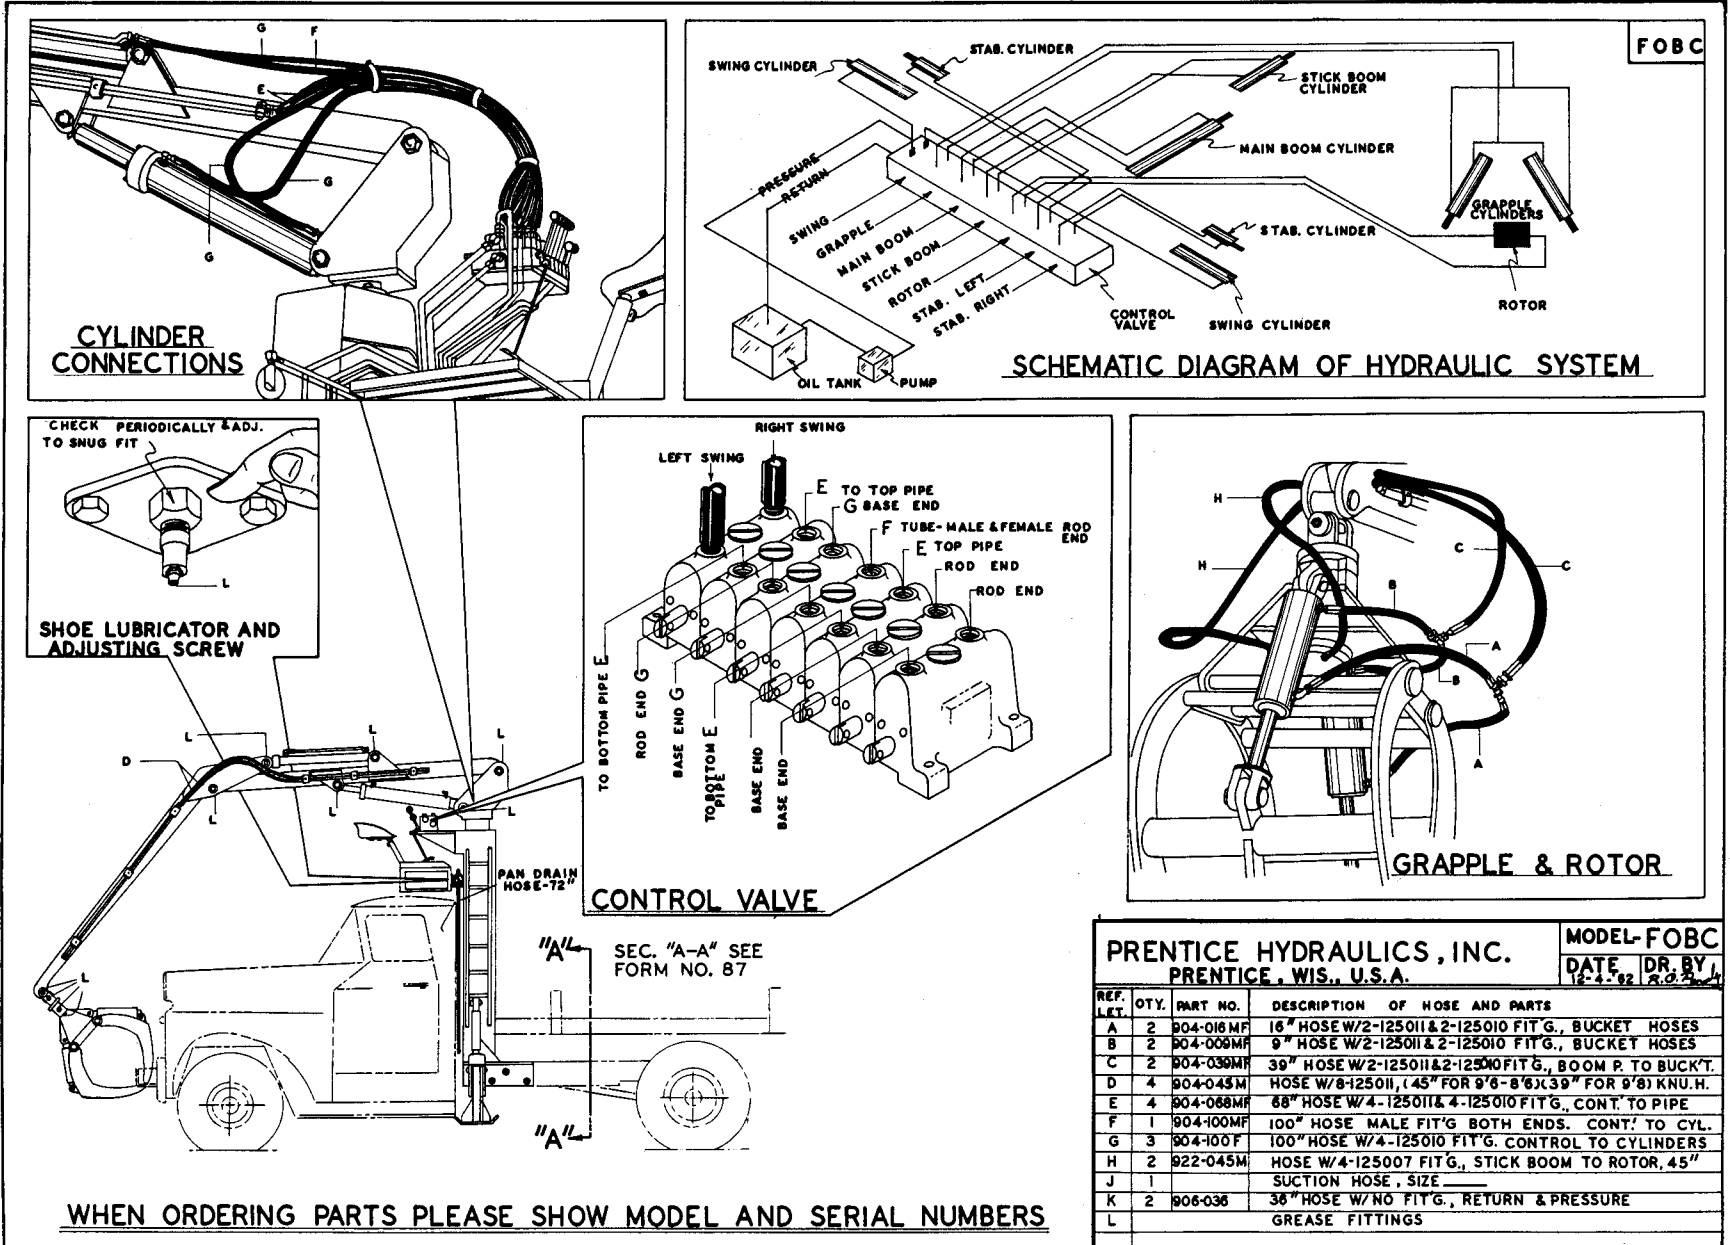 G
F
E
G
G
G
CYLINDER
CONNECTIONS
FOBC
SWING CYLINDER
STAB. CYLINDER
STICK BOOM
CYLINDER
MAIN BOOM CYLINDER
PRESSURE
RETURN
SWING
GRAPPLE
MAIN BOOM
STICK BOOM
ROTOR
STAB. LEFT
STAB. RIGHT
GRAPPLE
CYLINDERS
STAB. CYLINDER
ROTOR
CONTROL
VALVE
SWING CYLINDER
OIL TANK
PUMP
SCHEMATIC DIAGRAM OF HYDRAULIC SYSTEM
CHECK PERIODICALLY & ADJ.
TO SNUG FIT
L
SHOE LUBRICATOR AND
ADJUSTING SCREW
RIGHT SWING
LEFT SWING
E TO TOP PIPE
G BASE END
F TUBE-MALE & FEMALE ROD
END
E TOP PIPE
ROD END
ROD END
TO BOTTOM PIPE E
ROD END G
BASE END G
TO BOTTOM E
PIPE
BASE END
BASE END
CONTROL VALVE
H
H
C
C
B
A
B
A
GRAPPLE & ROTOR
D
L
L
L
L
L
L
L
PAN DRAIN
HOSE-72"
"A"
SEC. "A-A" SEE
FORM NO. 87
"A"
PRENTICE HYDRAULICS, INC.
PRENTICE, WIS., U.S.A.
MODEL-FOBC
DATE 12-4-62
DR. BY
REF. LET. QTY. PART NO. DESCRIPTION OF HOSE AND PARTS
A 2 904-016MF 16" HOSE W/2-125011&2-125010 FIT'G., BUCKET HOSES
B 2 904-009MF 9" HOSE W/2-125011&2-125010 FIT'G., BUCKET HOSES
C 2 904-039MF 39" HOSE W/2-125011&2-125010 FIT'G., BOOM P. TO BUCK'T.
D 4 904-045M HOSE W/8-125011,(45" FOR 9'6-8'6)(39" FOR 9'8) KNU.H.
E 4 904-068MF 68" HOSE W/4-125011&4-125010 FIT'G., CONT. TO PIPE
F 1 904-100MF 100" HOSE MALE FIT'G BOTH ENDS. CONT. TO CYL.
G 3 904-100F 100" HOSE W/4-125010 FIT'G. CONTROL TO CYLINDERS
H 2 922-045M HOSE W/4-125007 FIT'G., STICK BOOM TO ROTOR, 45"
J 1 SUCTION HOSE, SIZE ____
K 2 906-036 36" HOSE W/NO FIT'G., RETURN & PRESSURE
L GREASE FITTINGS
WHEN ORDERING PARTS PLEASE SHOW MODEL AND SERIAL NUMBERS